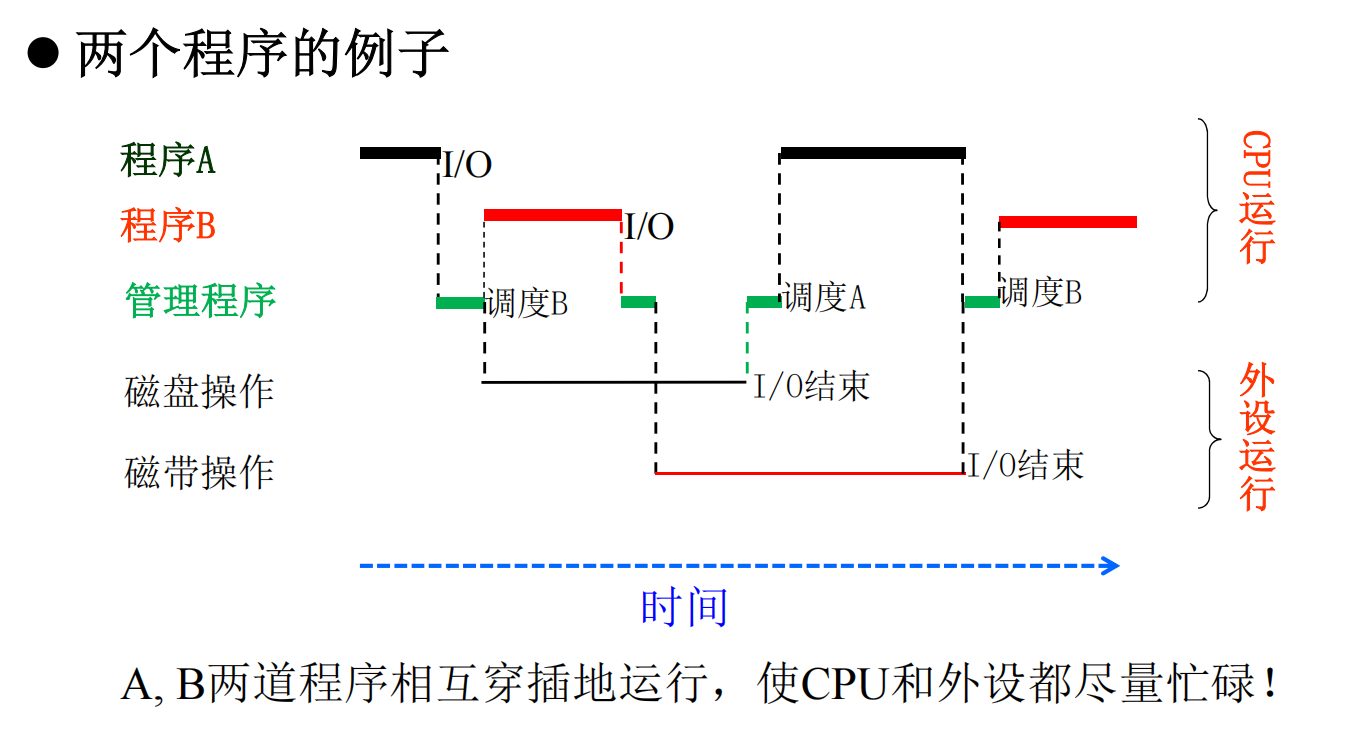 ● 两个程序的例子
程序A
I/O
程序B
I/O
管理程序
调度B
调度A
调度B
CPU运行
磁盘操作
I/O结束
磁带操作
I/O结束
外设运行
时间
A, B两道程序相互穿插地运行，使CPU和外设都尽量忙碌！